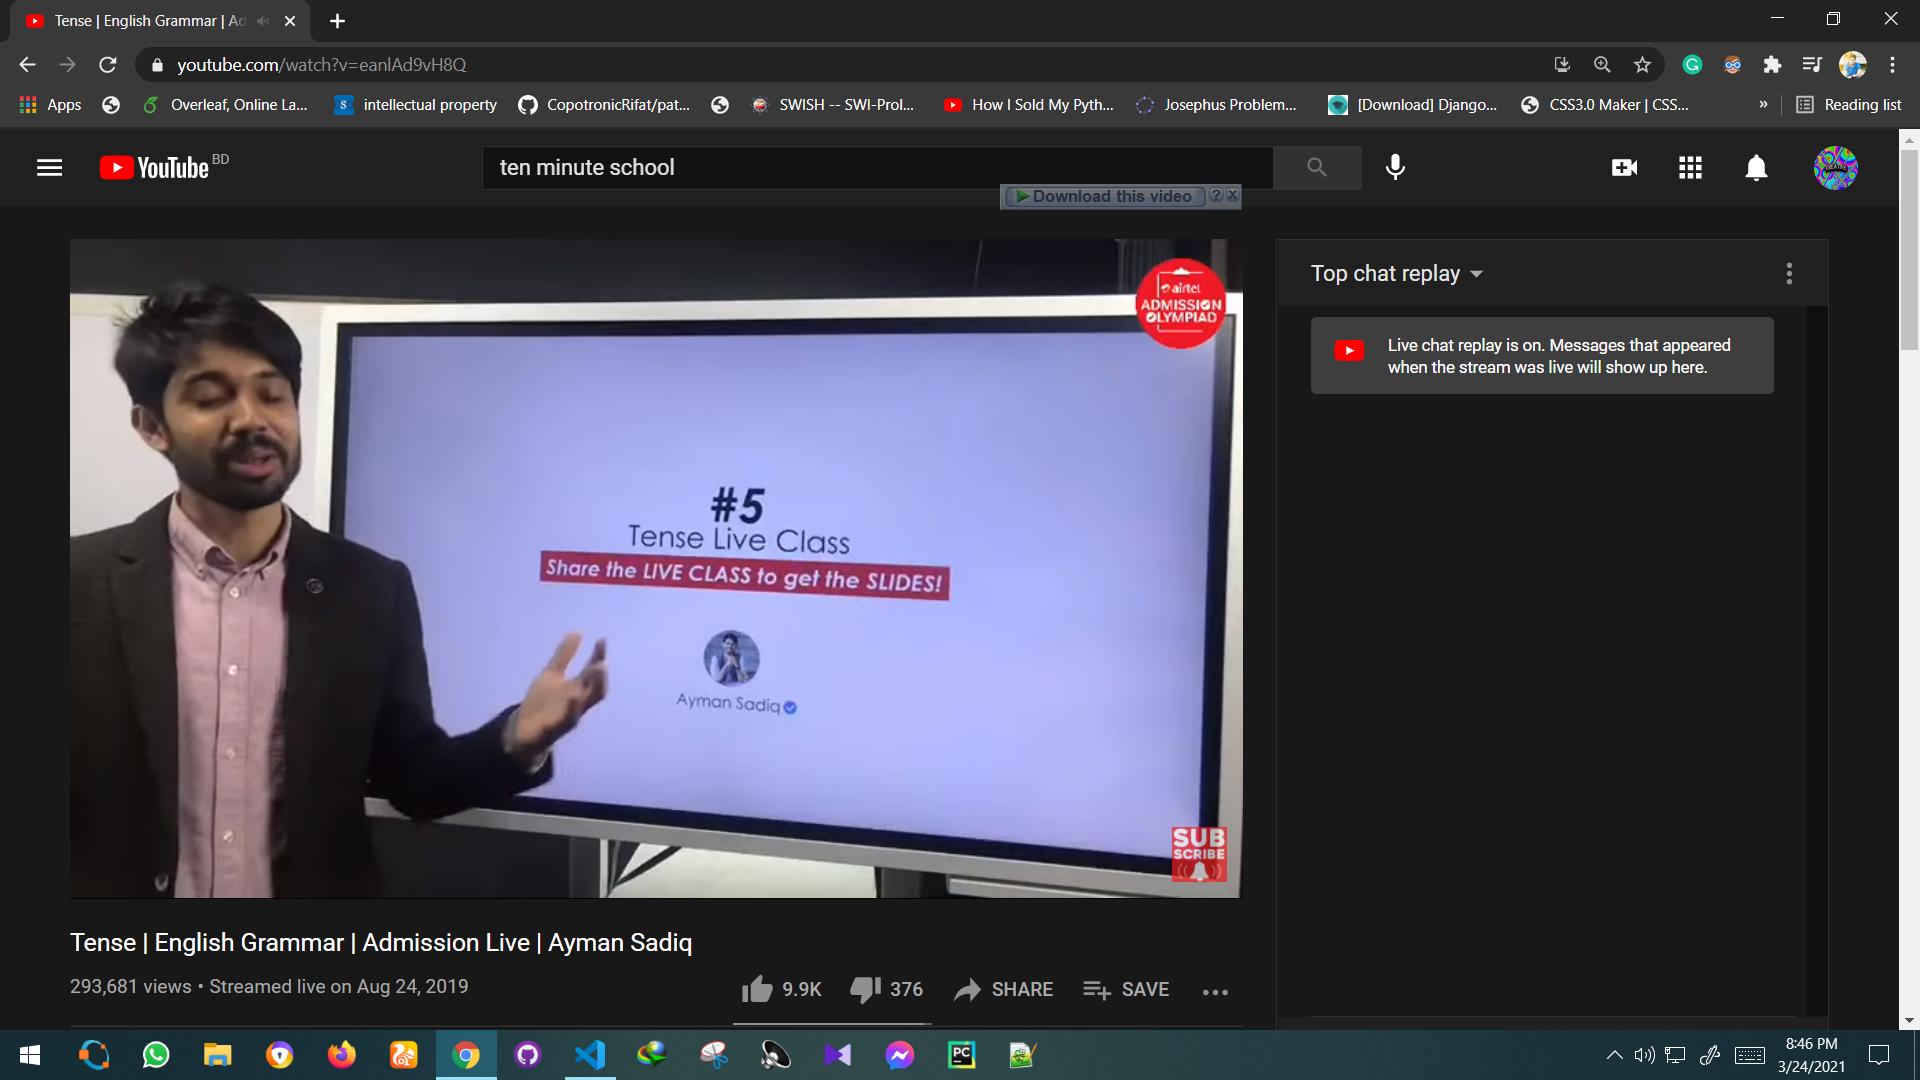 Tense | English Grammar | Ad
youtube.com/watch?v=eanlAd9vH8Q
Apps
Overleaf, Online La...
intellectual property
CopotronicRifat/pat...
SWISH -- SWI-Prol...
How I Sold My Pyth...
Josephus Problem...
[Download] Django...
CSS3.0 Maker | CSS...
»
Reading list
YouTube BD
ten minute school
Download this video
Top chat replay
Live chat replay is on. Messages that appeared
when the stream was live will show up here.
airtel
ADMISSION
OLYMPIAD
#5
Tense Live Class
Share the LIVE CLASS to get the SLIDES!
Ayman Sadiq
SUB
SCRIBE
Tense | English Grammar | Admission Live | Ayman Sadiq
293,681 views • Streamed live on Aug 24, 2019
9.9K
376
SHARE
SAVE
PC
8:46 PM
3/24/2021